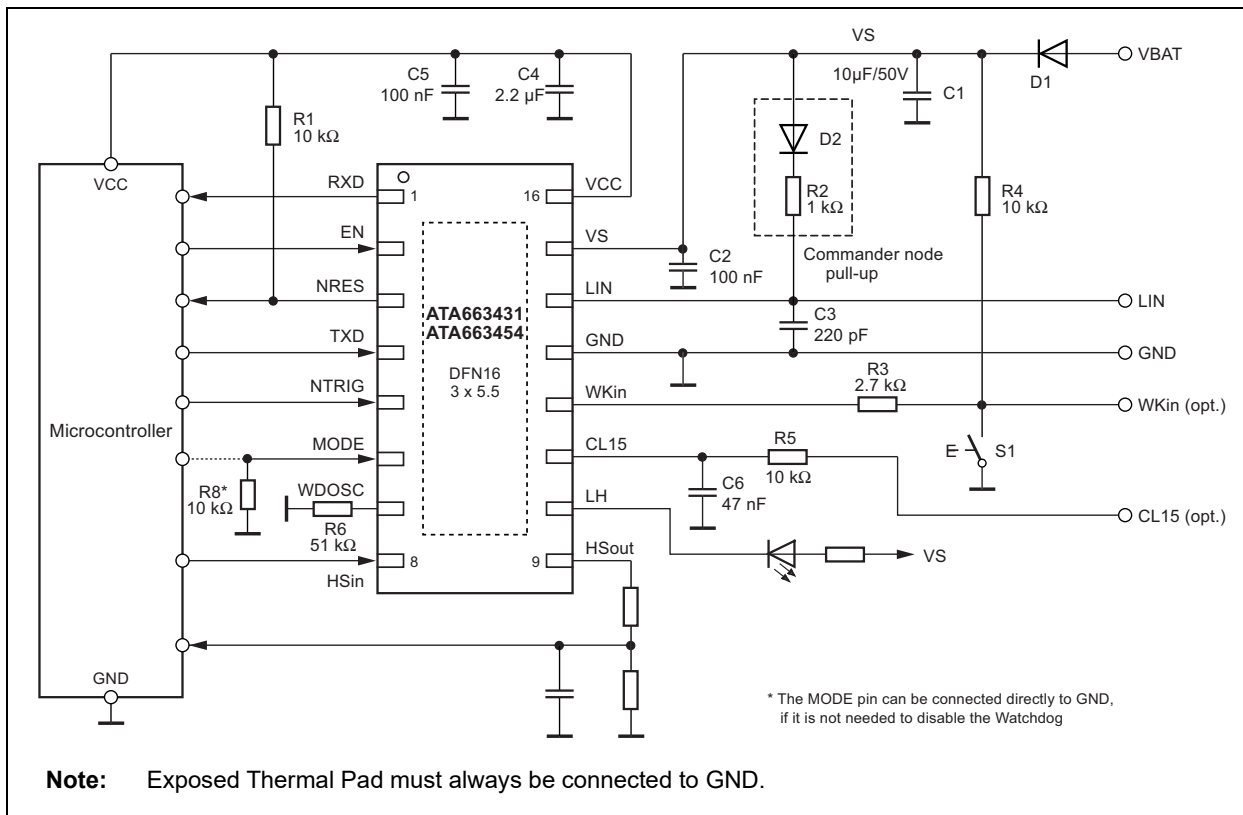 VS
VBAT
D1
C5
100 nF
C4
2.2 µF
10µF/50V
C1
R1
10 kΩ
D2
R2
1 kΩ
R4
10 kΩ
VCC
RXD
1
16
VCC
EN
VS
C2
100 nF
Commander node
pull-up
NRES
LIN
LIN
ATA663431
ATA663454
C3
220 pF
TXD
GND
GND
DFN16
3 x 5.5
R3
2.7 kΩ
NTRIG
WKin
WKin (opt.)
Microcontroller
MODE
CL15
R5
10 kΩ
E
S1
R8*
10 kΩ
WDOSC
LH
C6
47 nF
CL15 (opt.)
R6
51 kΩ
HSout
VS
8
9
HSin
GND
* The MODE pin can be connected directly to GND,
if it is not needed to disable the Watchdog
Note: Exposed Thermal Pad must always be connected to GND.